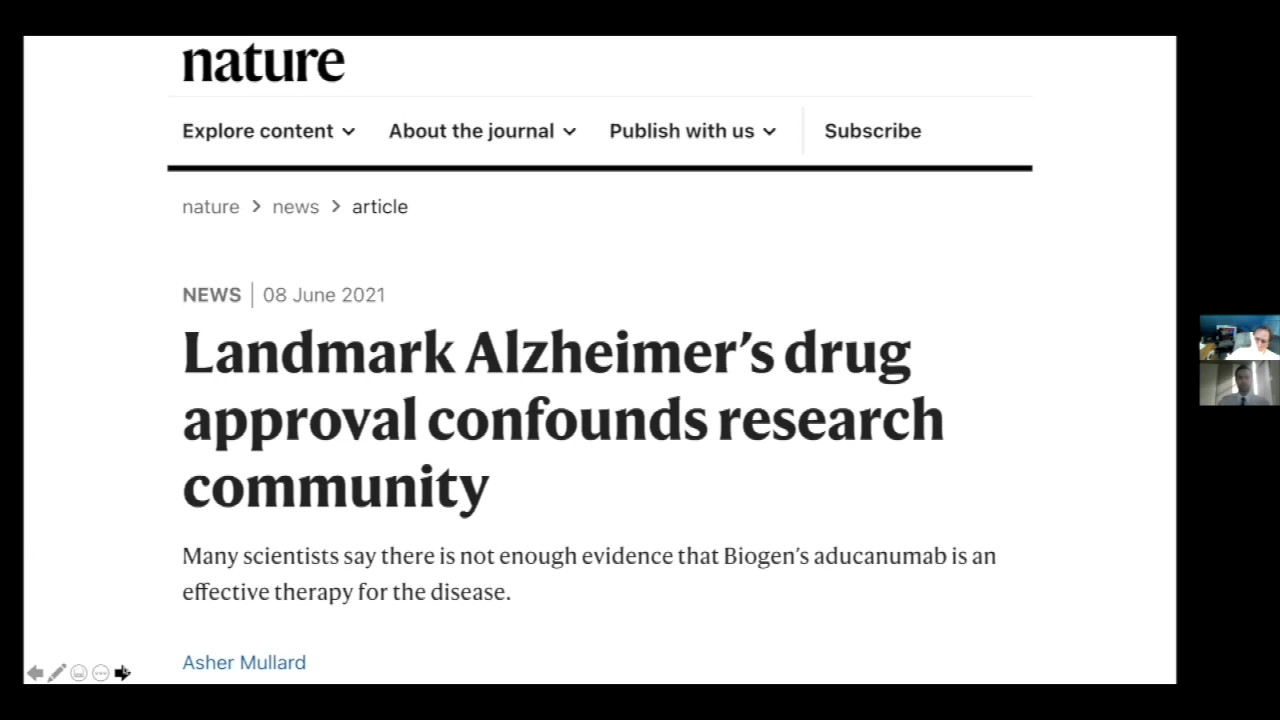 nature
Explore content About the journal Publish with us Subscribe
nature > news > article
NEWS | 08 June 2021
Landmark Alzheimer’s drug
approval confounds research
community
Many scientists say there is not enough evidence that Biogen’s aducanumab is an
effective therapy for the disease.
Asher Mullard